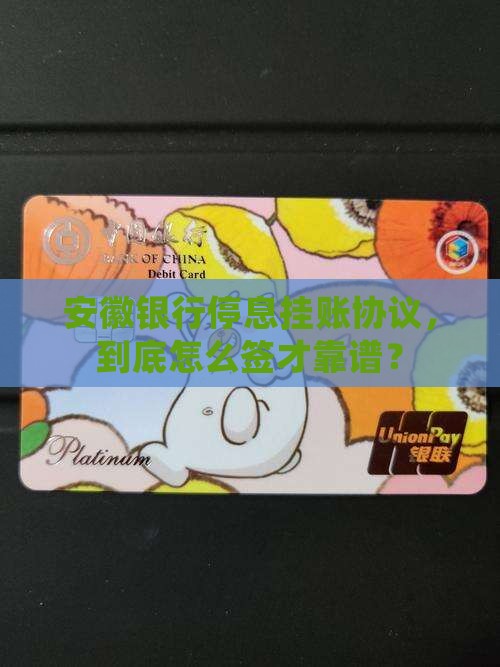 中国银行
BANK OF CHINA
Debit Card
安徽银行停息挂账协议，
到底怎么签才靠谱？
Platinum
UnionPay
银联